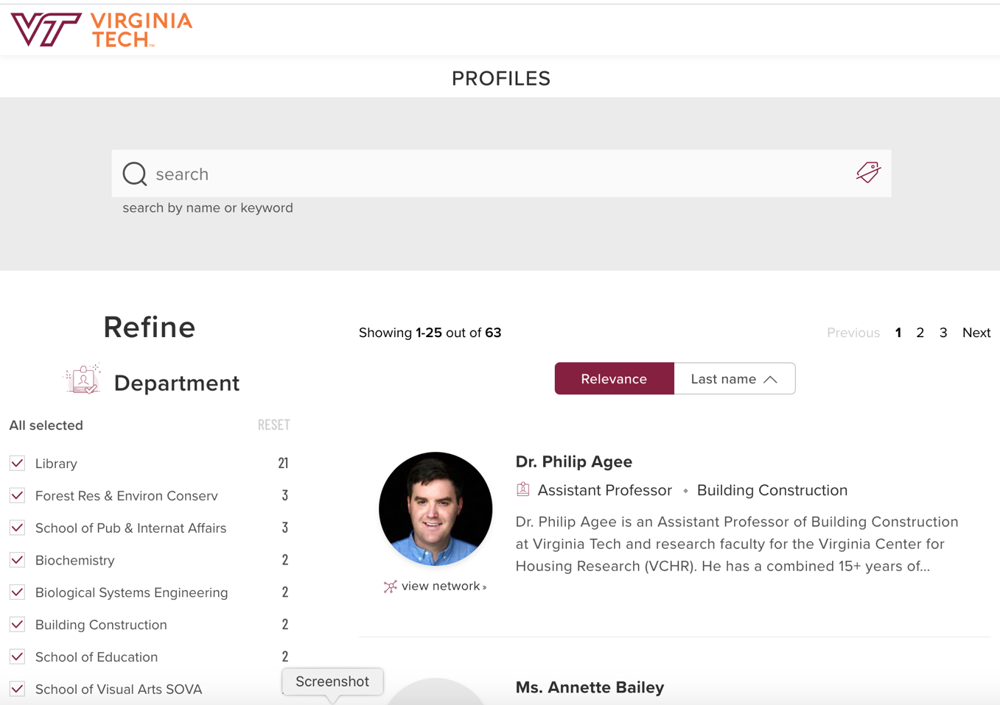 VT VIRGINIA
TECH™
PROFILES
search
search by name or keyword
Refine
Showing 1-25 out of 63
Previous 1 2 3 Next
Department
Relevance
Last name
All selected
RESET
Library 21
Forest Res & Environ Conserv 3
School of Pub & Internat Affairs 3
Biochemistry 2
Biological Systems Engineering 2
Building Construction 2
School of Education 2
School of Visual Arts SOVA
Dr. Philip Agee
Assistant Professor • Building Construction
Dr. Philip Agee is an Assistant Professor of Building Construction
at Virginia Tech and research faculty for the Virginia Center for
Housing Research (VCHR). He has a combined 15+ years of...
view network »
Screenshot
Ms. Annette Bailey